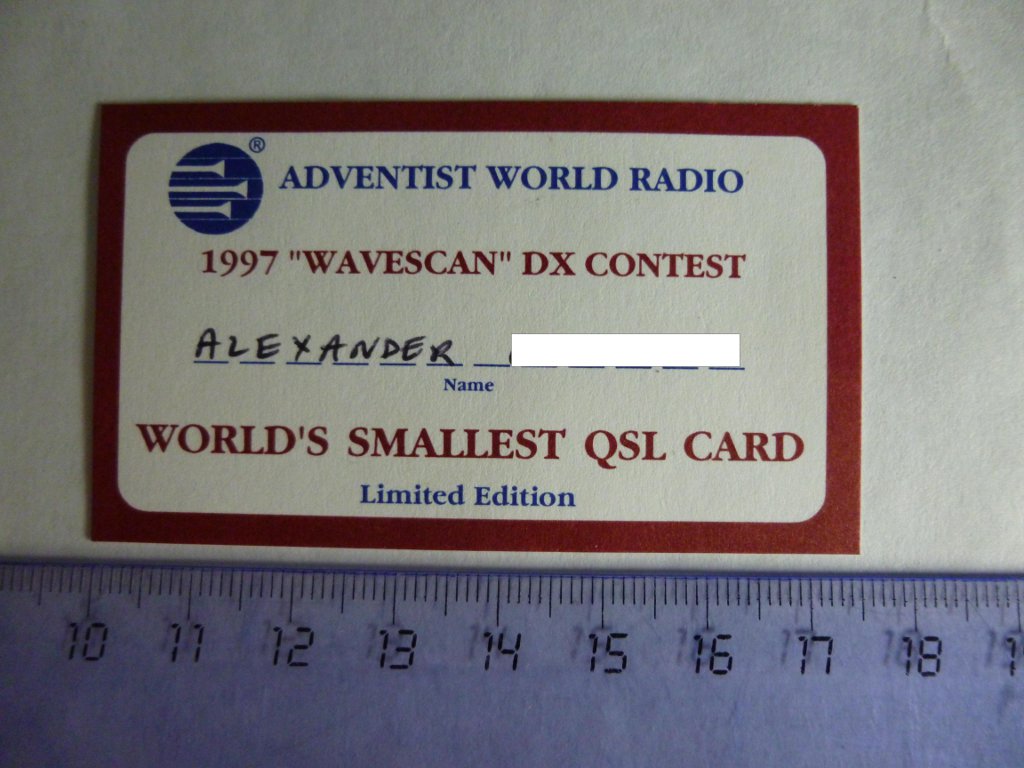 ®
ADVENTIST WORLD RADIO
1997 "WAVESCAN" DX CONTEST
ALEXANDER
Name
WORLD'S SMALLEST QSL CARD
Limited Edition
10 11 12 13 14 15 16 17 18